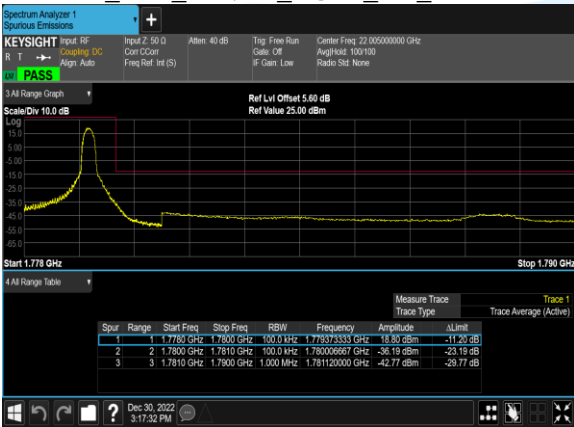 Spectrum Analyzer 1
Spurious Emissions
+
KEYSIGHT Input: RF Input Z: 50 Ω Atten: 40 dB Trig: Free Run Center Freq: 22.005000000 GHz
R T Coupling: DC Corr CCorr Gate: Off Avg|Hold: 100/100
Align: Auto Freq Ref: Int (S) IF Gain: Low Radio Std: None
PASS
3 All Range Graph
Ref Lvl Offset 5.60 dB
Scale/Div 10.0 dB Ref Value 25.00 dBm
Log
15.0
5.00
-5.00
-15.0
-25.0
-35.0
-45.0
-55.0
-65.0
Start 1.778 GHz Stop 1.790 GHz
4 All Range Table
Measure Trace Trace 1
Trace Type Trace Average (Active)
Spur Range Start Freq Stop Freq RBW Frequency Amplitude ΔLimit
1 1 1.7780 GHz 1.7800 GHz 100.0 kHz 1.779373333 GHz 18.80 dBm -11.20 dB
2 2 1.7800 GHz 1.7810 GHz 100.0 kHz 1.780006667 GHz -36.19 dBm -23.19 dB
3 3 1.7810 GHz 1.7900 GHz 1.000 MHz 1.781120000 GHz -42.77 dBm -29.77 dB
? Dec 30, 2022
3:17:32 PM